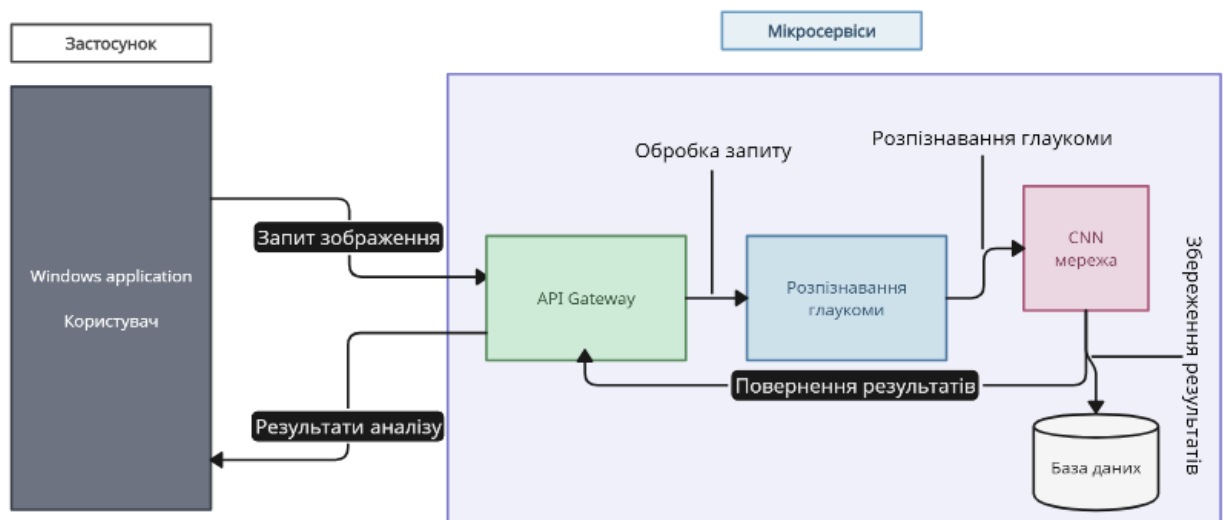 Застосунок
Мікросервіси
Windows application
Користувач
Запит зображення
Результати аналізу
Обробка запиту
Розпізнавання глаукоми
API Gateway
Розпізнавання
глаукоми
CNN
мережа
Повернення результатів
Збереження результатів
База даних